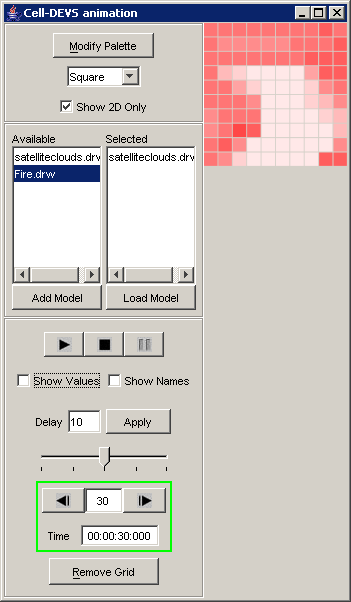 Cell-DEVS animation
Modify Palette
Square
Show 2D Only
Available Selected
satelliteclouds.drw satelliteclouds.drw
Fire.drw
Add Model Load Model
Show Values Show Names
Delay 10 Apply
30
Time 00:00:30:000
Remove Grid